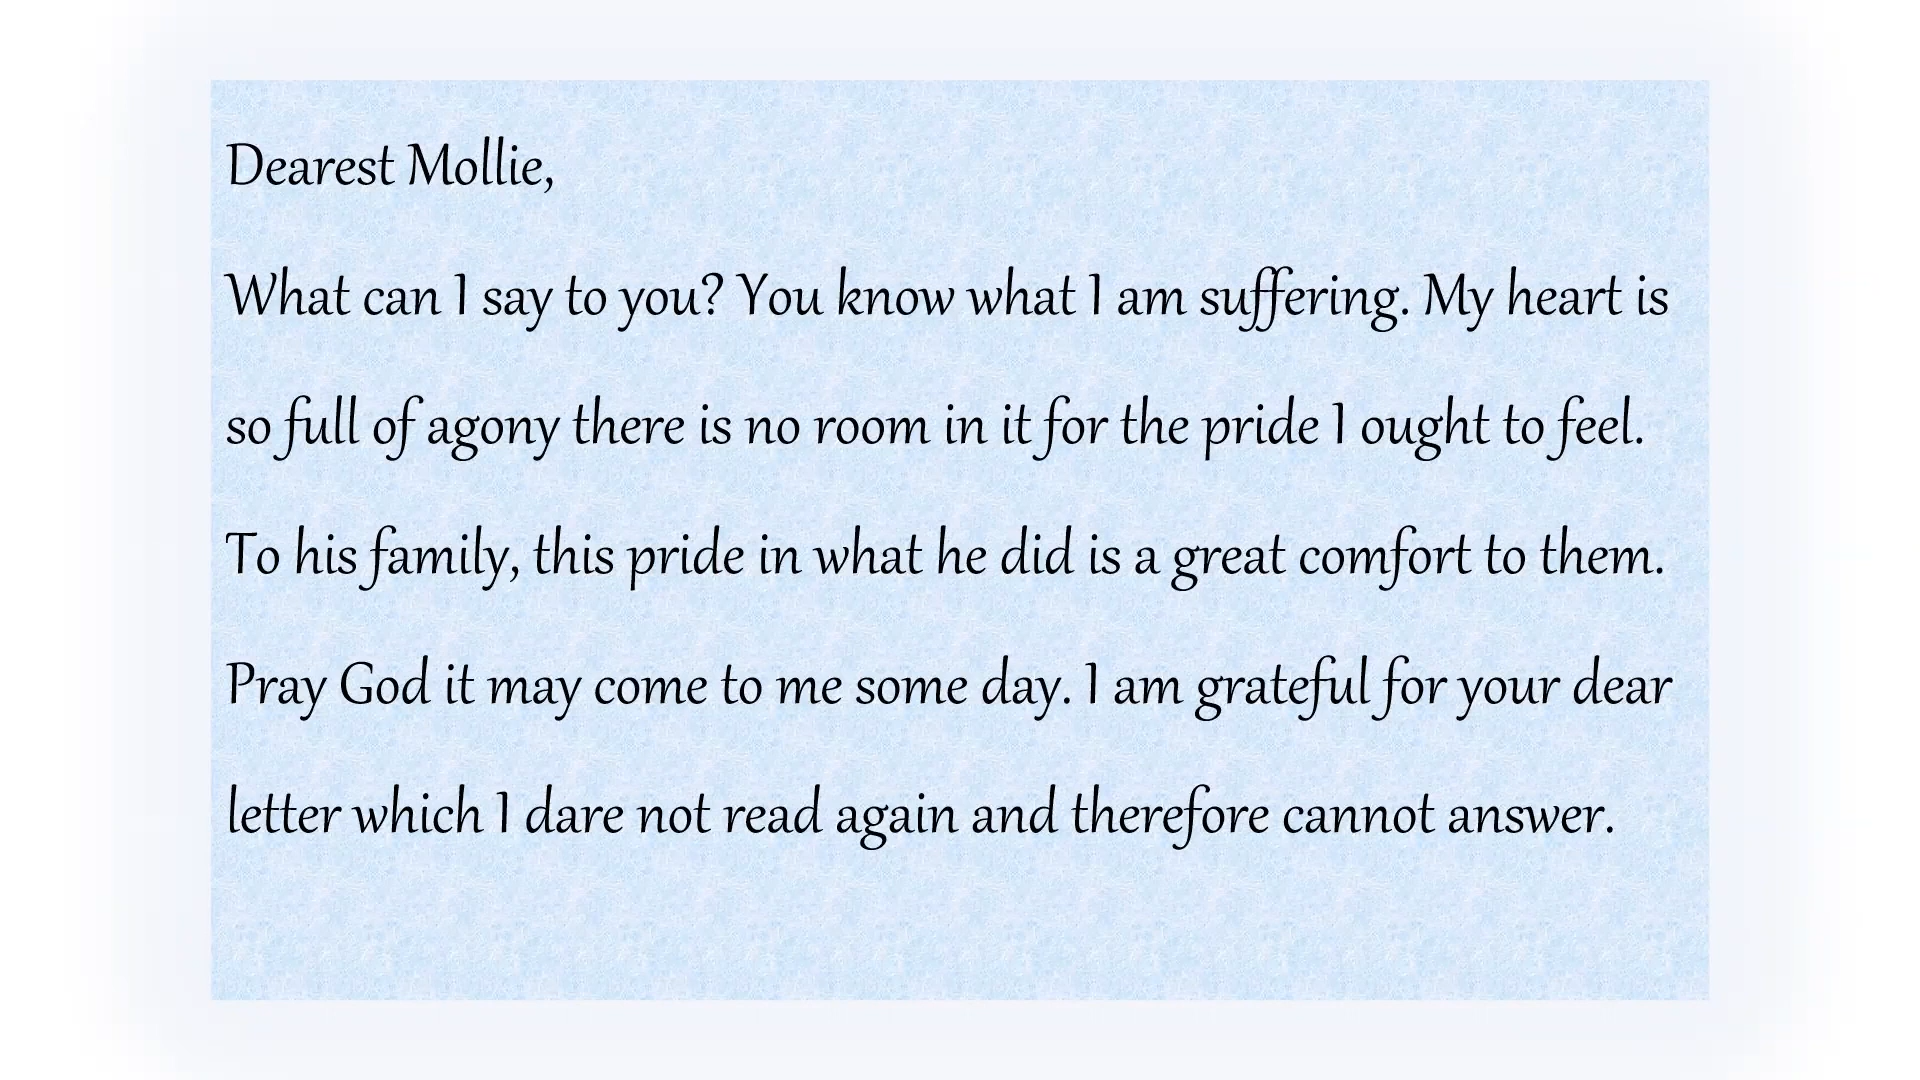 Dearest Mollie,
What can I say to you? You know what I am suffering. My heart is
so full of agony there is no room in it for the pride I ought to feel.
To his family, this pride in what he did is a great comfort to them.
Pray God it may come to me some day. I am grateful for your dear
letter which I dare not read again and therefore cannot answer.